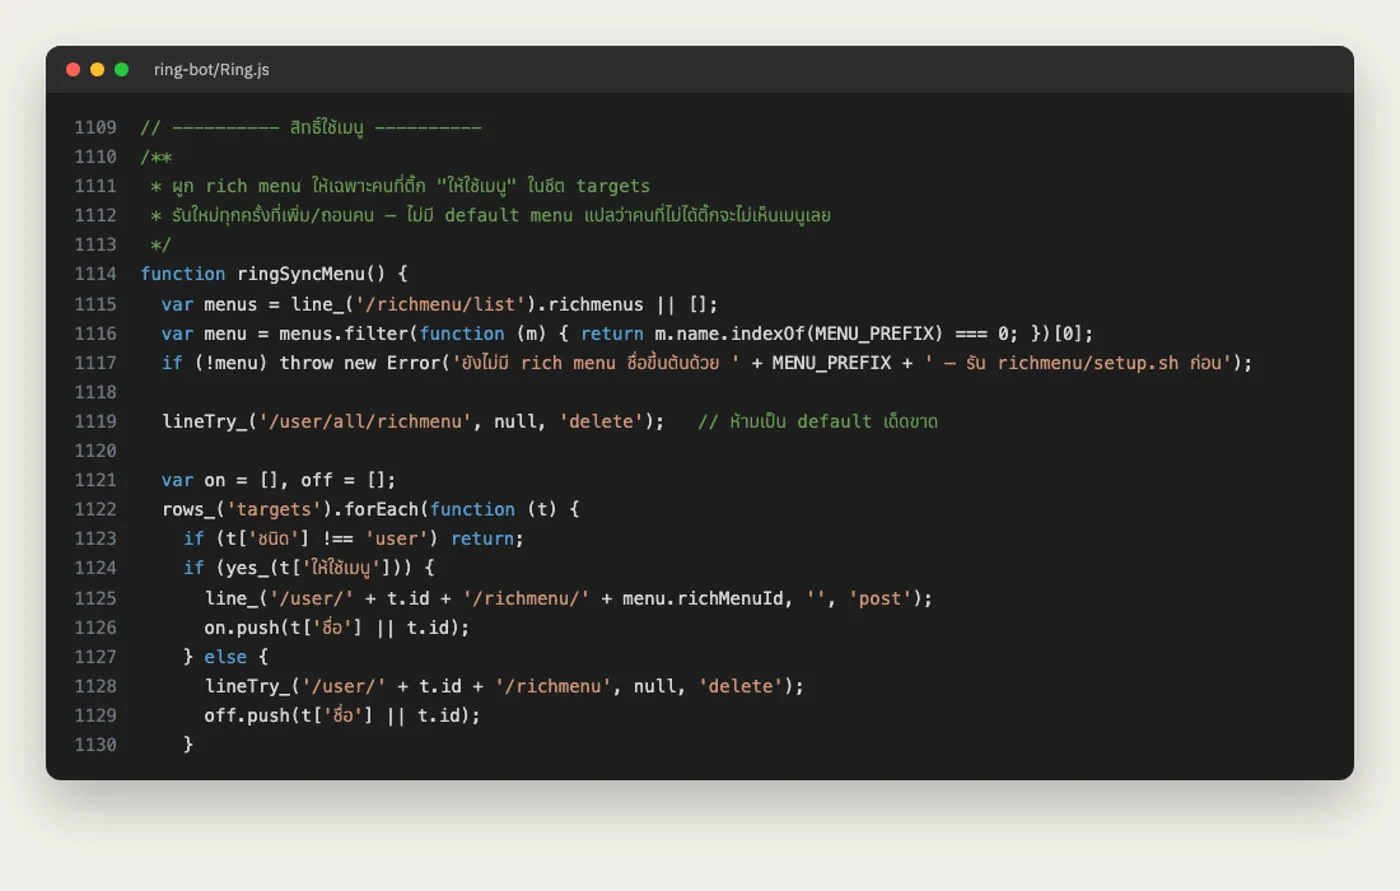 ring-bot/Ring.js
1109 // —————————— สิทธิ์ใช้เมนู ——————————
1110 /**
1111  * ผูก rich menu ให้เฉพาะคนที่ติ๊ก "ให้ใช้เมนู" ในชีต targets
1112  * รันใหม่ทุกครั้งที่เพิ่ม/ถอนคน — ไม่มี default menu แปลว่าคนที่ไม่ได้ติ๊กจะไม่เห็นเมนูเลย
1113  */
1114 function ringSyncMenu() {
1115   var menus = line_('/richmenu/list').richmenus || [];
1116   var menu = menus.filter(function (m) { return m.name.indexOf(MENU_PREFIX) === 0; })[0];
1117   if (!menu) throw new Error('ยังไม่มี rich menu ชื่อขึ้นต้นด้วย ' + MENU_PREFIX + ' — รัน richmenu/setup.sh ก่อน');
1118
1119   lineTry_('/user/all/richmenu', null, 'delete');   // ห้ามเป็น default เด็ดขาด
1120
1121   var on = [], off = [];
1122   rows_('targets').forEach(function (t) {
1123     if (t['ชนิด'] !== 'user') return;
1124     if (yes_(t['ให้ใช้เมนู'])) {
1125       line_('/user/' + t.id + '/richmenu/' + menu.richMenuId, '', 'post');
1126       on.push(t['ชื่อ'] || t.id);
1127     } else {
1128       lineTry_('/user/' + t.id + '/richmenu', null, 'delete');
1129       off.push(t['ชื่อ'] || t.id);
1130     }